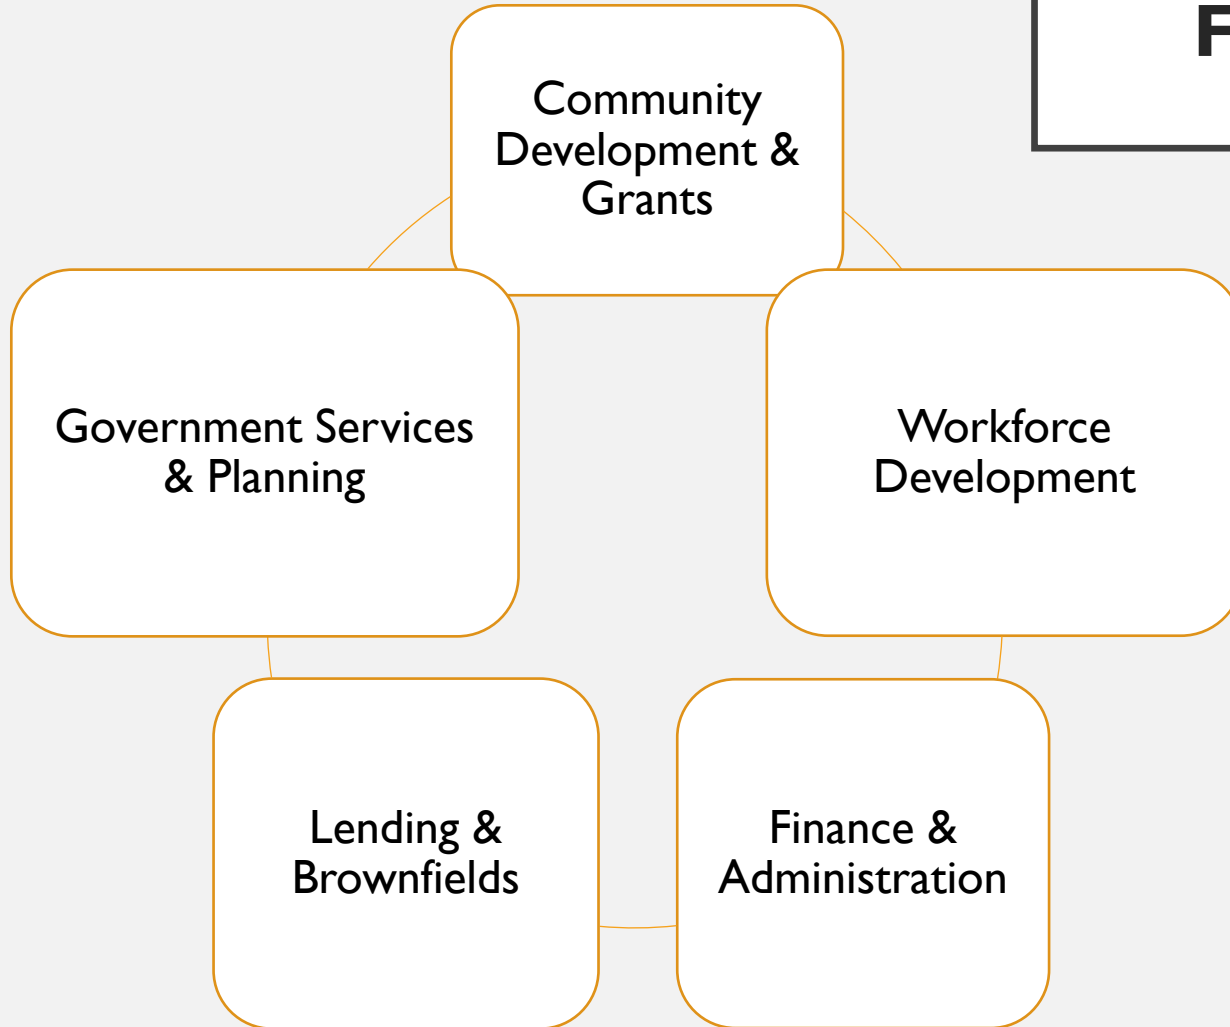 F
Community
Development &
Grants
Government Services
& Planning
Workforce
Development
Lending &
Brownfields
Finance &
Administration